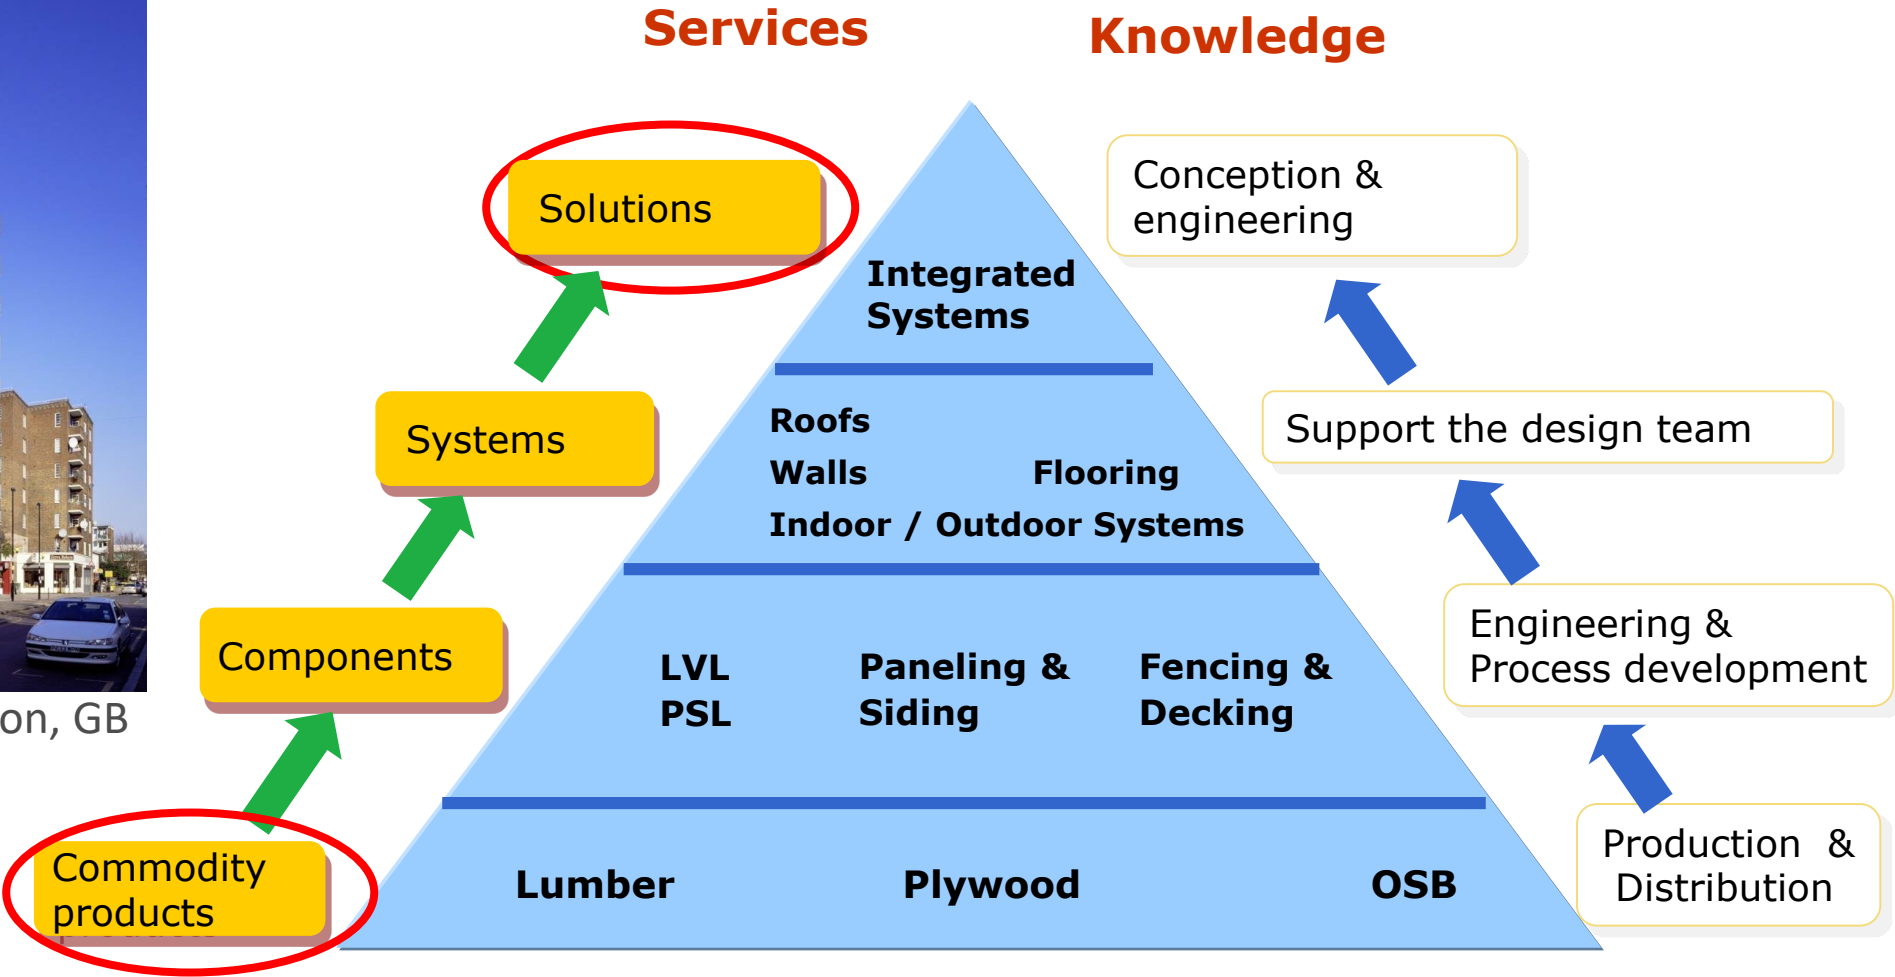 Services
Knowledge
Solutions
Conception &
engineering
Integrated
Systems
Systems
Roofs
Walls Flooring
Indoor / Outdoor Systems
Support the design team
Components
LVL
PSL
Paneling &
Siding
Fencing &
Decking
Engineering &
Process development
on, GB
Commodity
products
Lumber Plywood OSB
Production &
Distribution